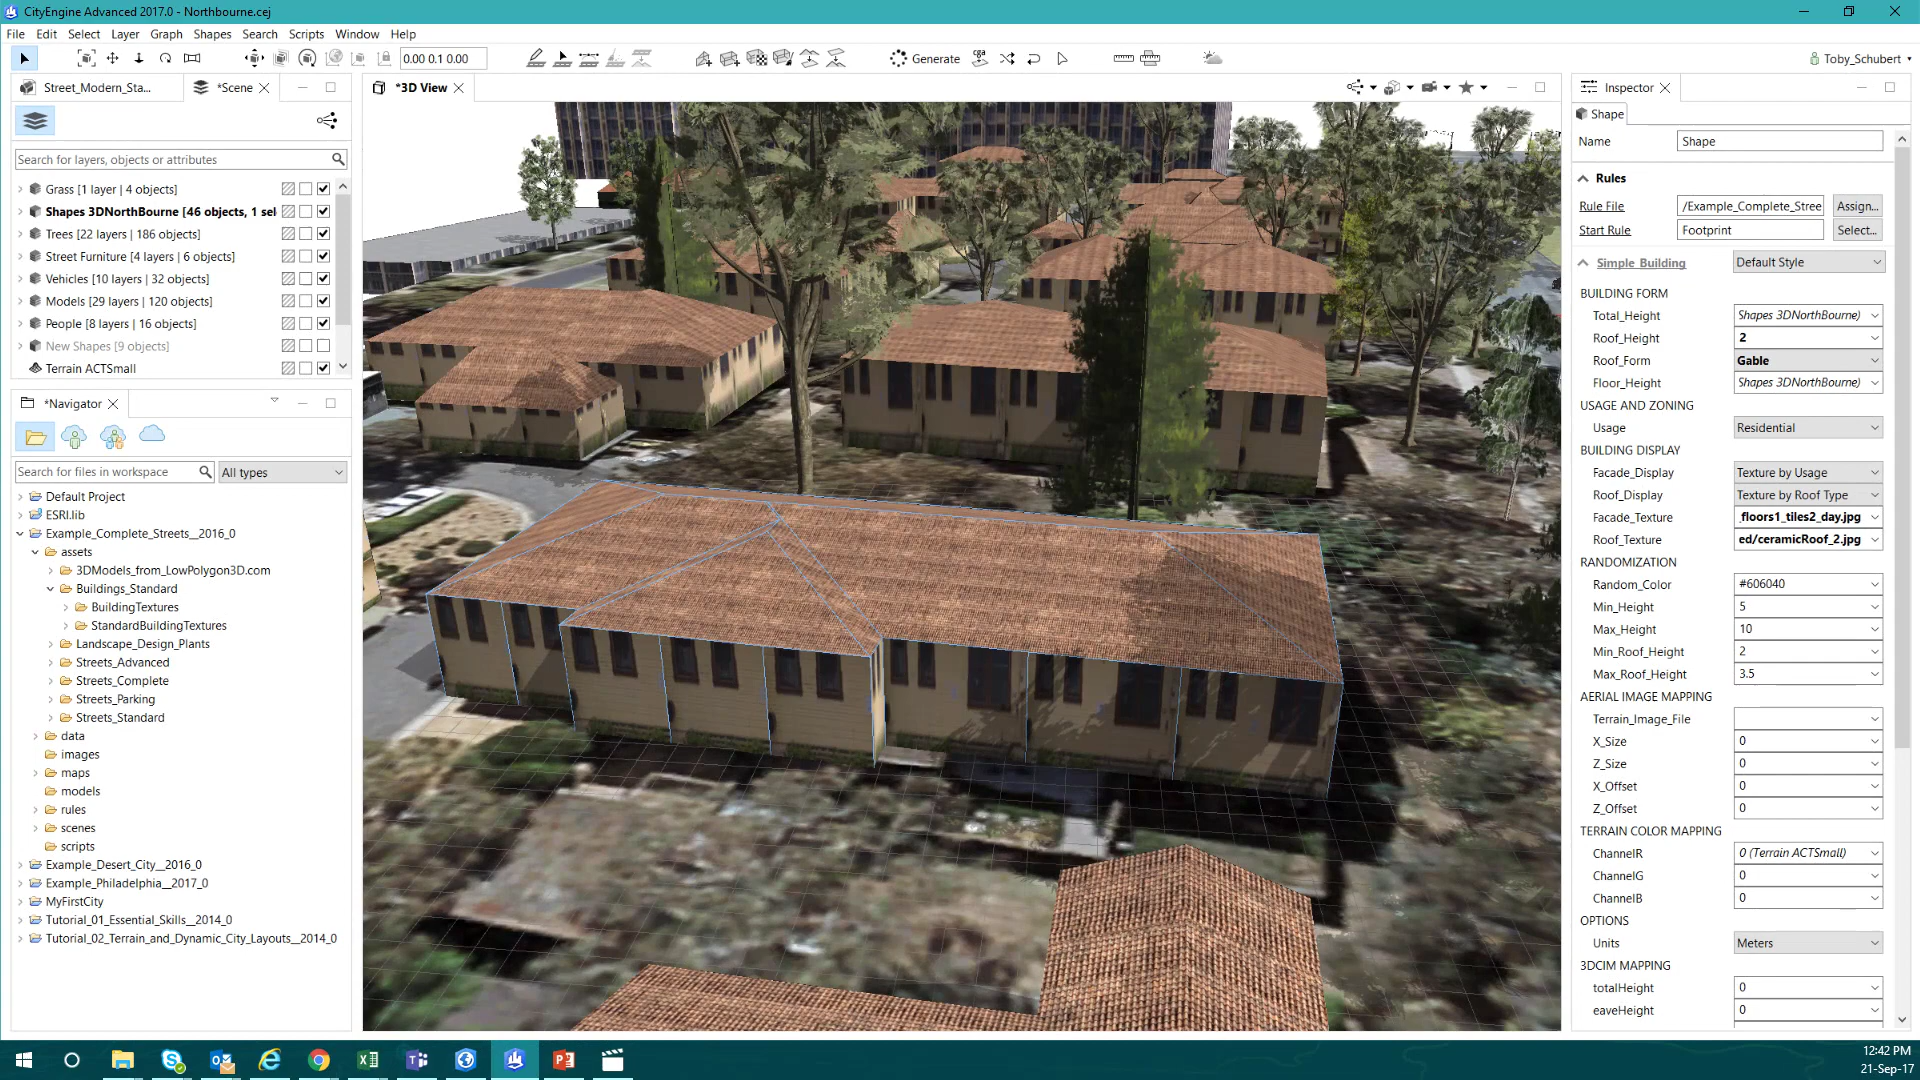 CityEngine Advanced 2017.0 - Northbourne.cej
File Edit Select Layer Graph Shapes Search Scripts Window Help
0.00 0.1 0.00
Generate
cga
Toby_Schubert
Street_Modern_Sta...
*Scene
*3D View
Inspector
Shape
Search for layers, objects or attributes
Grass [1 layer | 4 objects]
Shapes 3DNorthBourne [46 objects, 1 sel
Trees [22 layers | 186 objects]
Street Furniture [4 layers | 6 objects]
Vehicles [10 layers | 32 objects]
Models [29 layers | 120 objects]
People [8 layers | 16 objects]
New Shapes [9 objects]
Terrain ACTSmall
*Navigator
Search for files in workspace
All types
Default Project
ESRI.lib
Example_Complete_Streets__2016_0
assets
3DModels_from_LowPolygon3D.com
Buildings_Standard
BuildingTextures
StandardBuildingTextures
Landscape_Design_Plants
Streets_Advanced
Streets_Complete
Streets_Parking
Streets_Standard
data
images
maps
models
rules
scenes
scripts
Example_Desert_City__2016_0
Example_Philadelphia__2017_0
MyFirstCity
Tutorial_01_Essential_Skills__2014_0
Tutorial_02_Terrain_and_Dynamic_City_Layouts__2014_0
Name Shape
Rules
Rule File /Example_Complete_Stree Assign...
Start Rule Footprint Select...
Simple Building Default Style
BUILDING FORM
Total_Height Shapes 3DNorthBourne)
Roof_Height 2
Roof_Form Gable
Floor_Height Shapes 3DNorthBourne)
USAGE AND ZONING
Usage Residential
BUILDING DISPLAY
Facade_Display Texture by Usage
Roof_Display Texture by Roof Type
Facade_Texture _floors1_tiles2_day.jpg
Roof_Texture ed/ceramicRoof_2.jpg
RANDOMIZATION
Random_Color #606040
Min_Height 5
Max_Height 10
Min_Roof_Height 2
Max_Roof_Height 3.5
AERIAL IMAGE MAPPING
Terrain_Image_File
X_Size 0
Z_Size 0
X_Offset 0
Z_Offset 0
TERRAIN COLOR MAPPING
ChannelR 0 (Terrain ACTSmall)
ChannelG 0
ChannelB 0
OPTIONS
Units Meters
3DCIM MAPPING
totalHeight 0
eaveHeight 0
12:42 PM
21-Sep-17